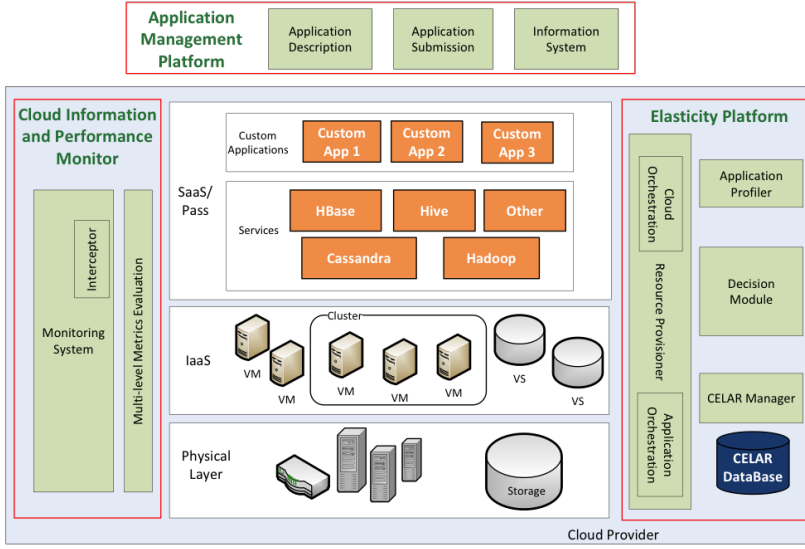 Application
Management
Platform
Application
Description
Application
Submission
Information
System
Cloud Information
and Performance
Monitor
Interceptor
Monitoring
System
Multi-level Metrics Evaluation
SaaS/
Pass
Custom
Applications
Custom
App 1
Custom
App 2
Custom
App 3
Services
HBase
Hive
Other
Cassandra
Hadoop
IaaS
VM
VM
Cluster
VM
VM
VM
VS
VS
Physical
Layer
Storage
Elasticity Platform
Cloud
Orchestration
Resource Provisioner
Application
Orchestration
Application
Profiler
Decision
Module
CELAR Manager
CELAR
DataBase
Cloud Provider